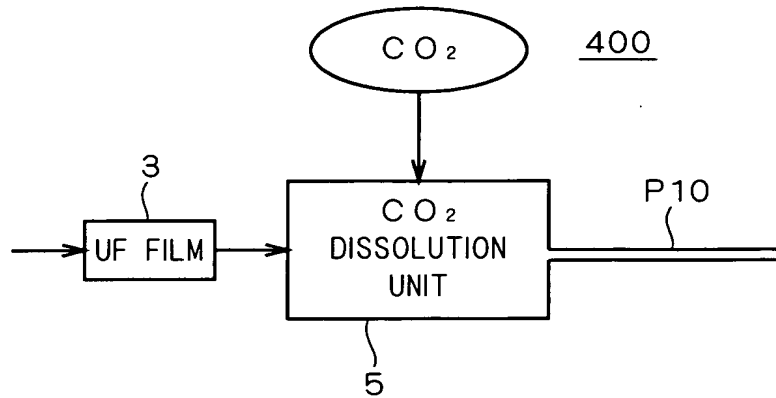 CO₂
400
3
P10
UF FILM
CO₂
DISSOLUTION
UNIT
5